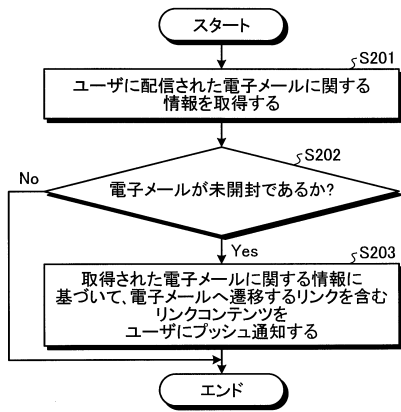 スタート
S201
ユーザに配信された電子メールに関する
情報を取得する
S202
電子メールが未開封であるか?
No
Yes
S203
取得された電子メールに関する情報に
基づいて、電子メールへ遷移するリンクを含む
リンクコンテンツを
ユーザにプッシュ通知する
エンド